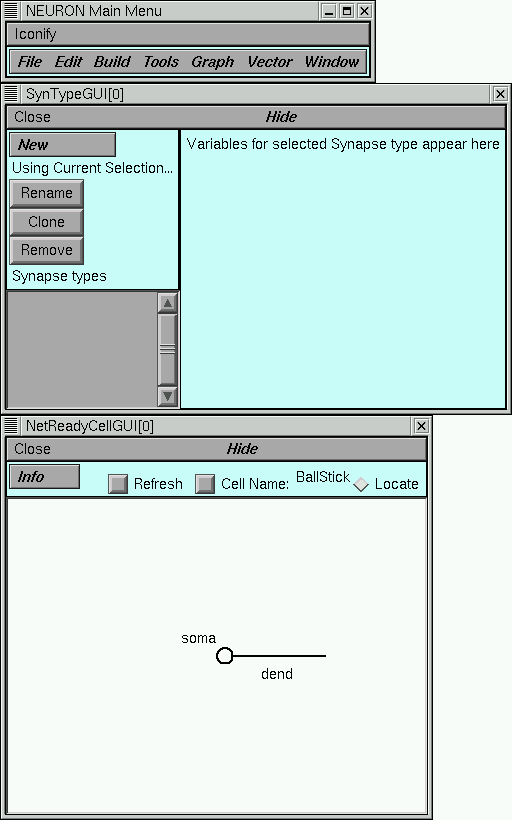 NEURON Main Menu
Iconify
File Edit Build Tools Graph Vector Window
SynTypeGUI[0]
Close Hide
New
Using Current Selection...
Rename
Clone
Remove
Synapse types
Variables for selected Synapse type appear here
NetReadyCellGUI[0]
Close Hide
Info Refresh Cell Name: BallStick Locate
soma
dend